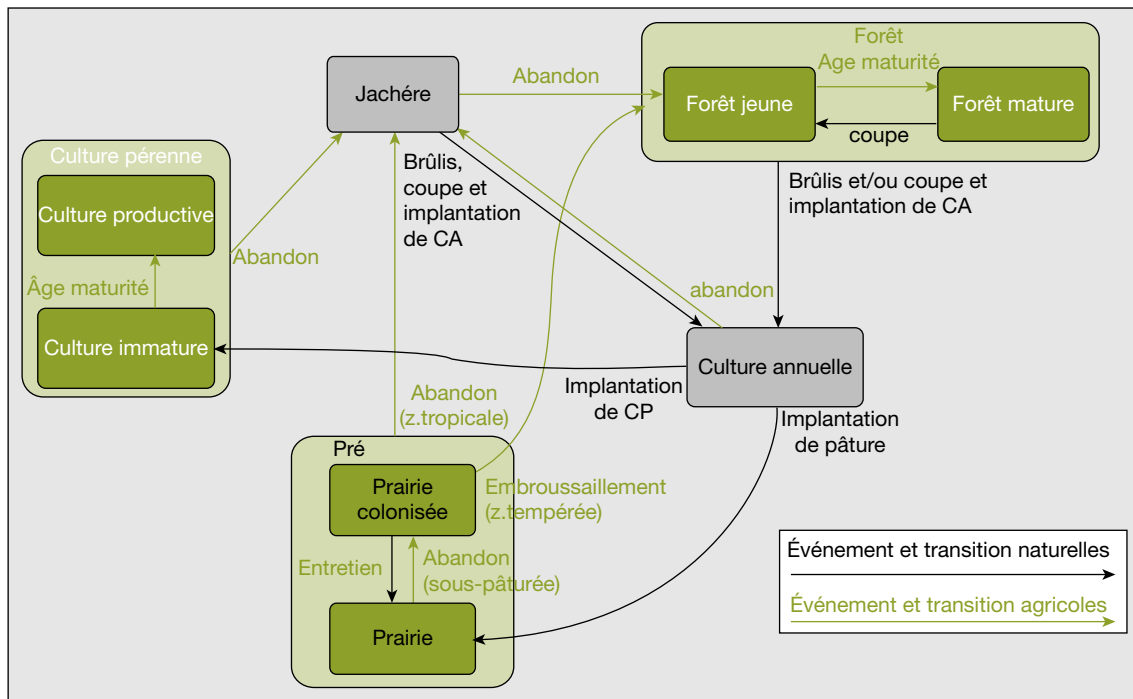 Forêt
Age maturité
Forêt jeune
Forêt mature
coupe
Abandon
Jachére
Brûlis,
coupe et
implantation
de CA
Brûlis et/ou coupe et
implantation de CA
Culture pérenne
Culture productive
Âge maturité
Culture immature
Abandon
abandon
Culture annuelle
Implantation
de CP
Implantation
de pâture
Abandon
(z.tropicale)
Pré
Prairie
colonisée
Embroussaillement
(z.tempérée)
Entretien
Abandon
(sous-pâturée)
Prairie
Événement et transition naturelles
Événement et transition agricoles